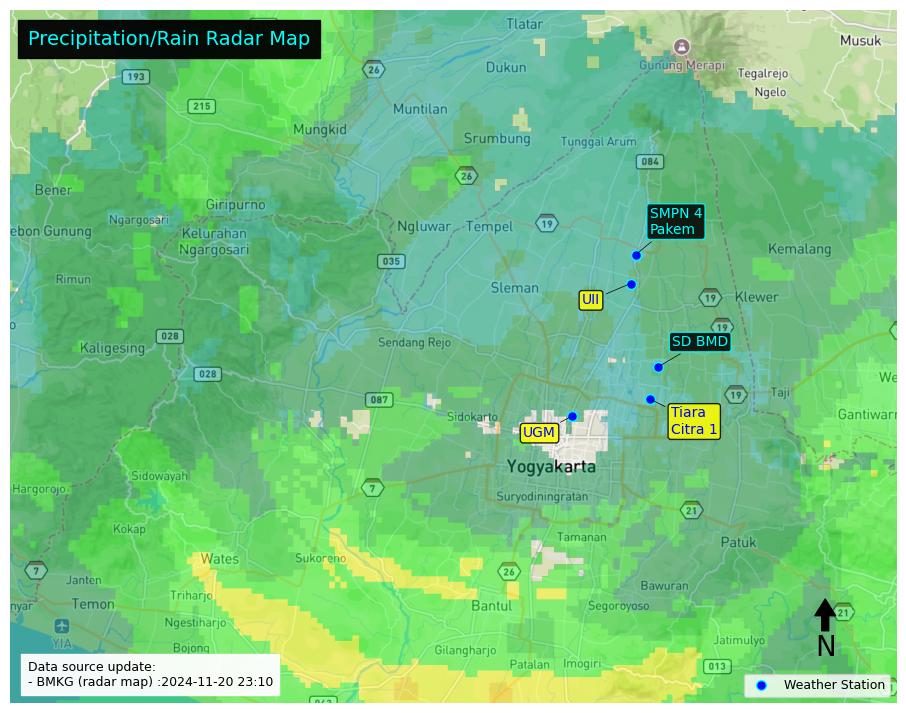 Precipitation/Rain Radar Map
Tlatar
Musuk
Gunung Merapi
Tegalrejo
Ngelo
193
26
Dukun
215
Muntilan
Mungkid
Srumbung
Tunggal Arum
084
26
Bener
Giripurno
Ngargosari
SMPN 4
Pakem
ebon Gunung
Kelurahan
Ngargosari
Ngluwar
Tempel
19
Kemalang
035
Rimun
Sleman
UII
19
Klewer
19
028
Kaligesing
Sendang Rejo
SD BMD
028
We
087
19
Taji
Sidokarto
Tiara
Citra 1
Gantiwarn
UGM
Yogyakarta
Sidowayah
Hargorojo
7
Suryodiningratan
21
Kokap
Tamanan
Patuk
Wates
Sukoreno
7
26
Janten
Bawuran
nyar
Temon
Triharjo
Bantul
Segoroyoso
21
YIA
Ngestiharjo
N
Jatimulyo
Bojong
Gilangharjo
Patalan
Imogiri
013
Data source update:
- BMKG (radar map) :2024-11-20 23:10
Weather Station